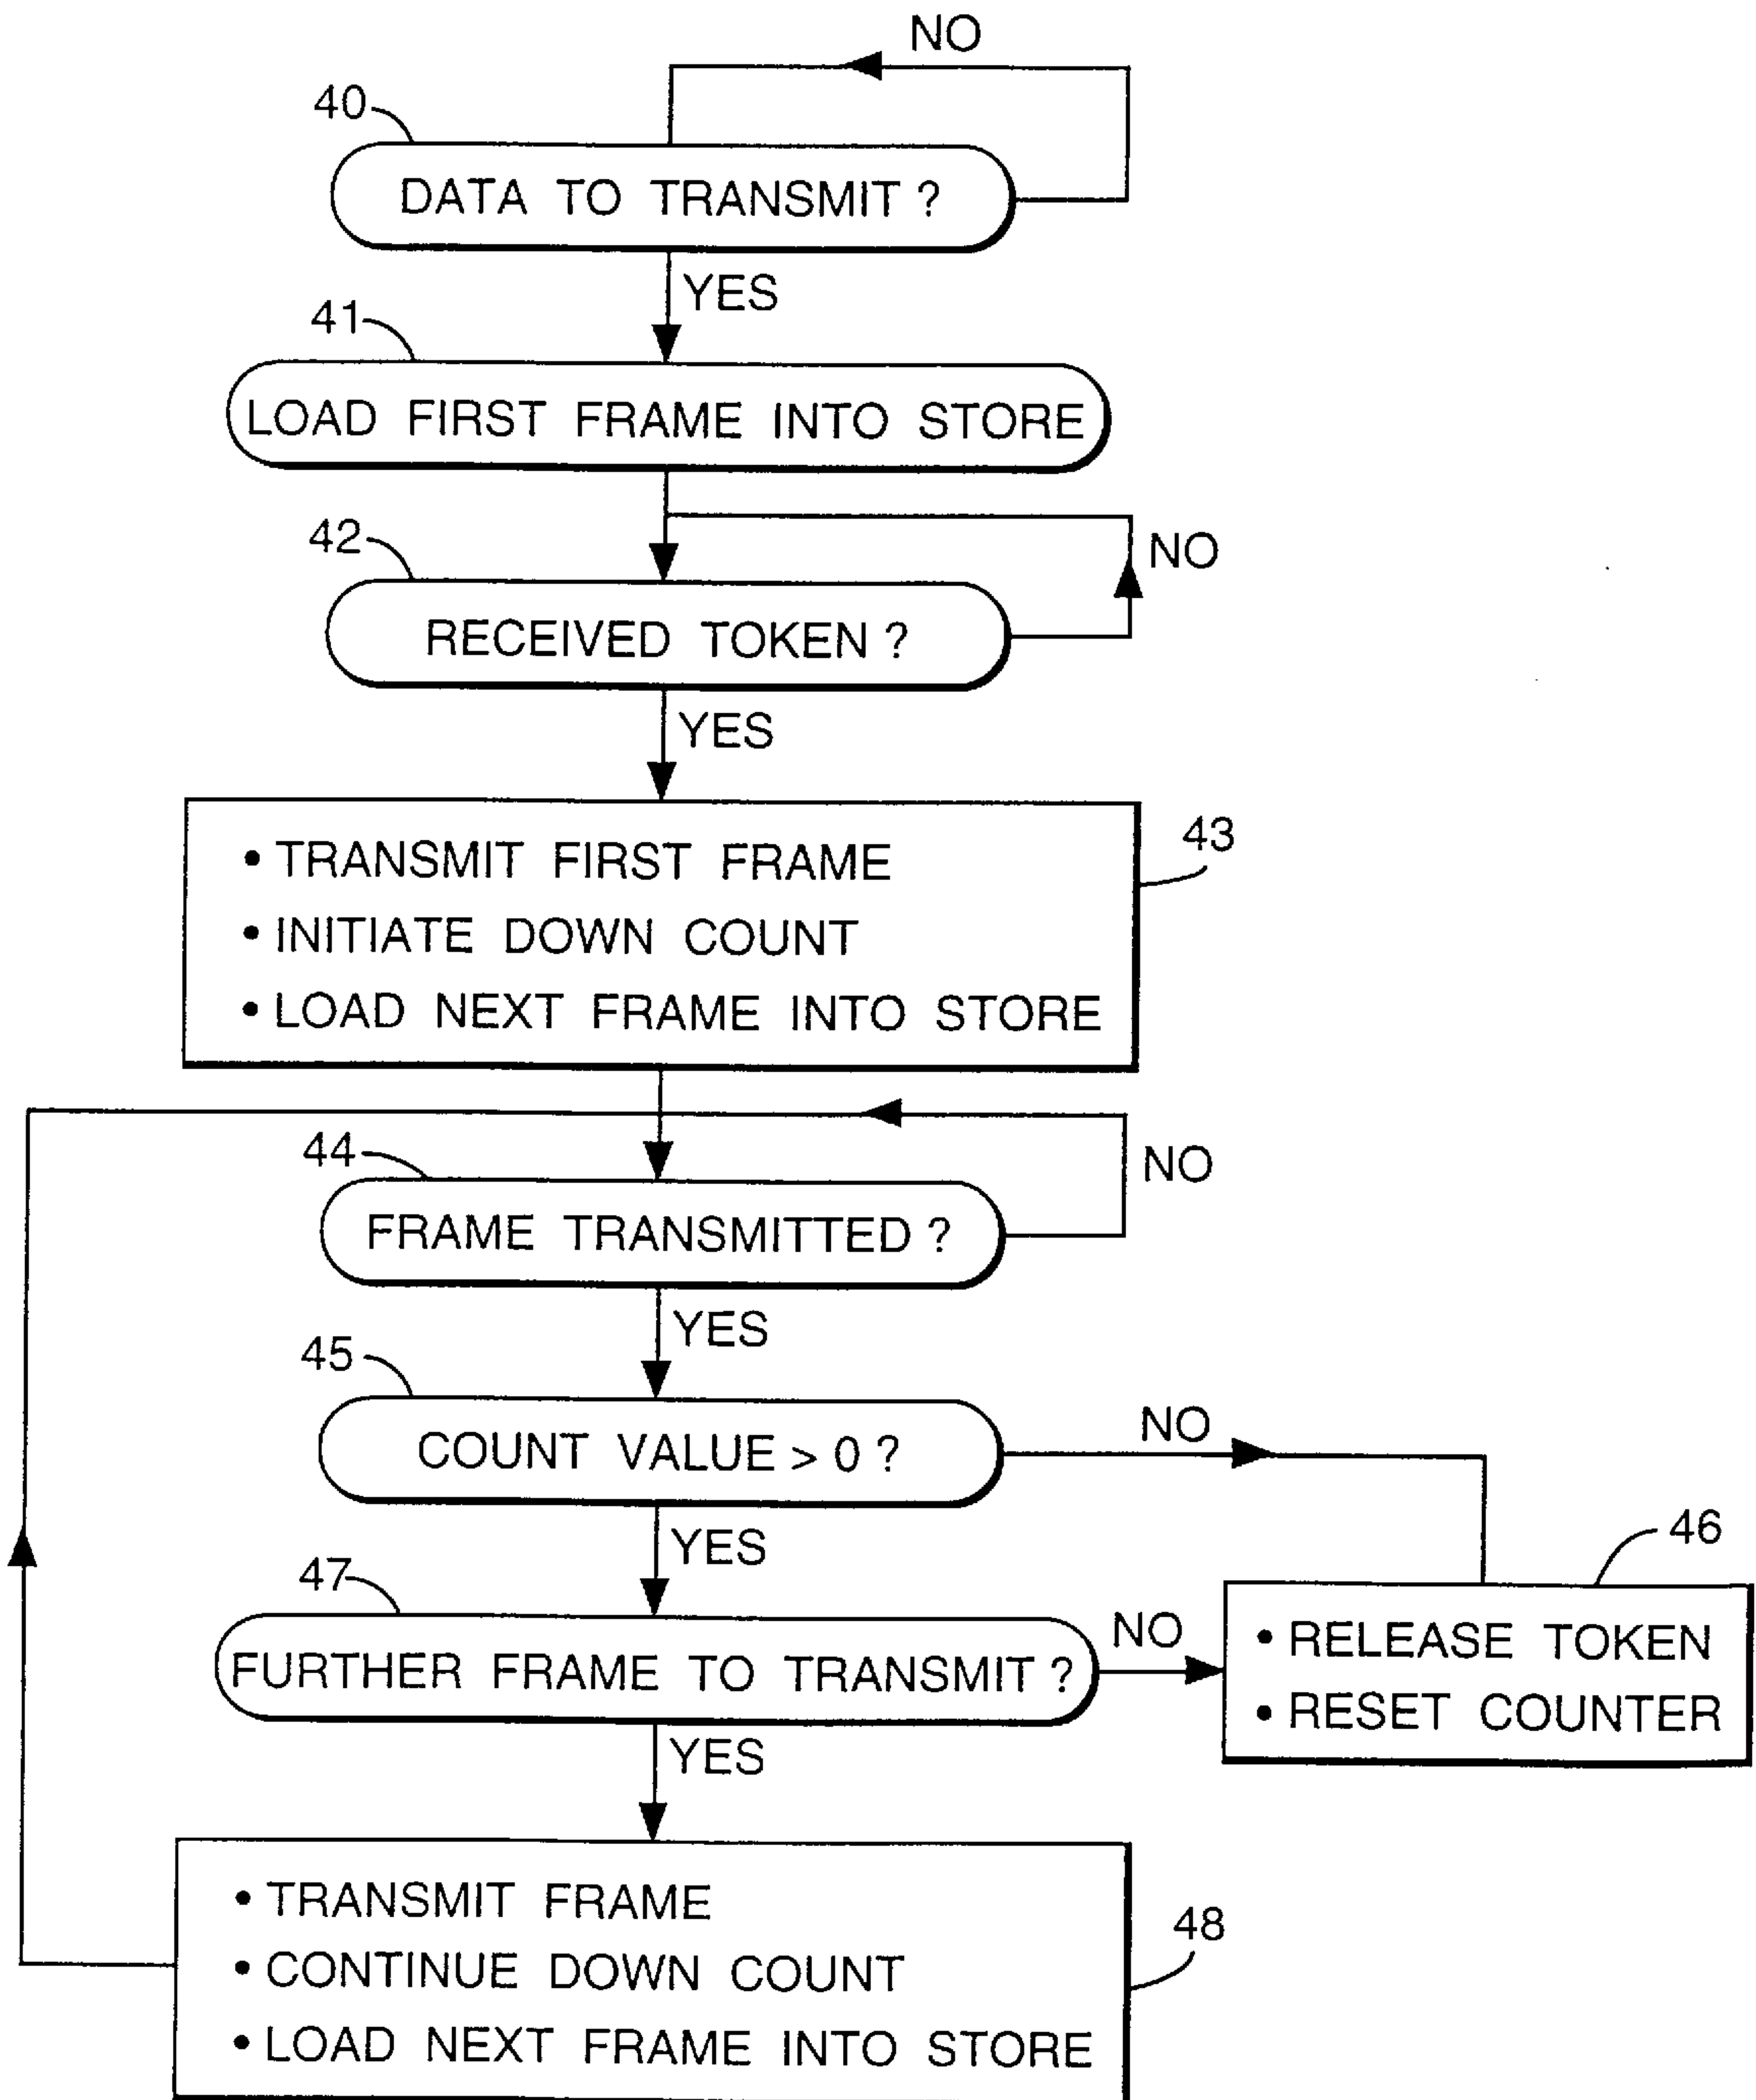 NO
40
DATA TO TRANSMIT ?
YES
41
LOAD FIRST FRAME INTO STORE
42
NO
RECEIVED TOKEN ?
YES
43
• TRANSMIT FIRST FRAME
• INITIATE DOWN COUNT
• LOAD NEXT FRAME INTO STORE
44
NO
FRAME TRANSMITTED ?
YES
45
NO
COUNT VALUE > 0 ?
YES
46
47
NO
FURTHER FRAME TO TRANSMIT ?
• RELEASE TOKEN
• RESET COUNTER
YES
48
• TRANSMIT FRAME
• CONTINUE DOWN COUNT
• LOAD NEXT FRAME INTO STORE